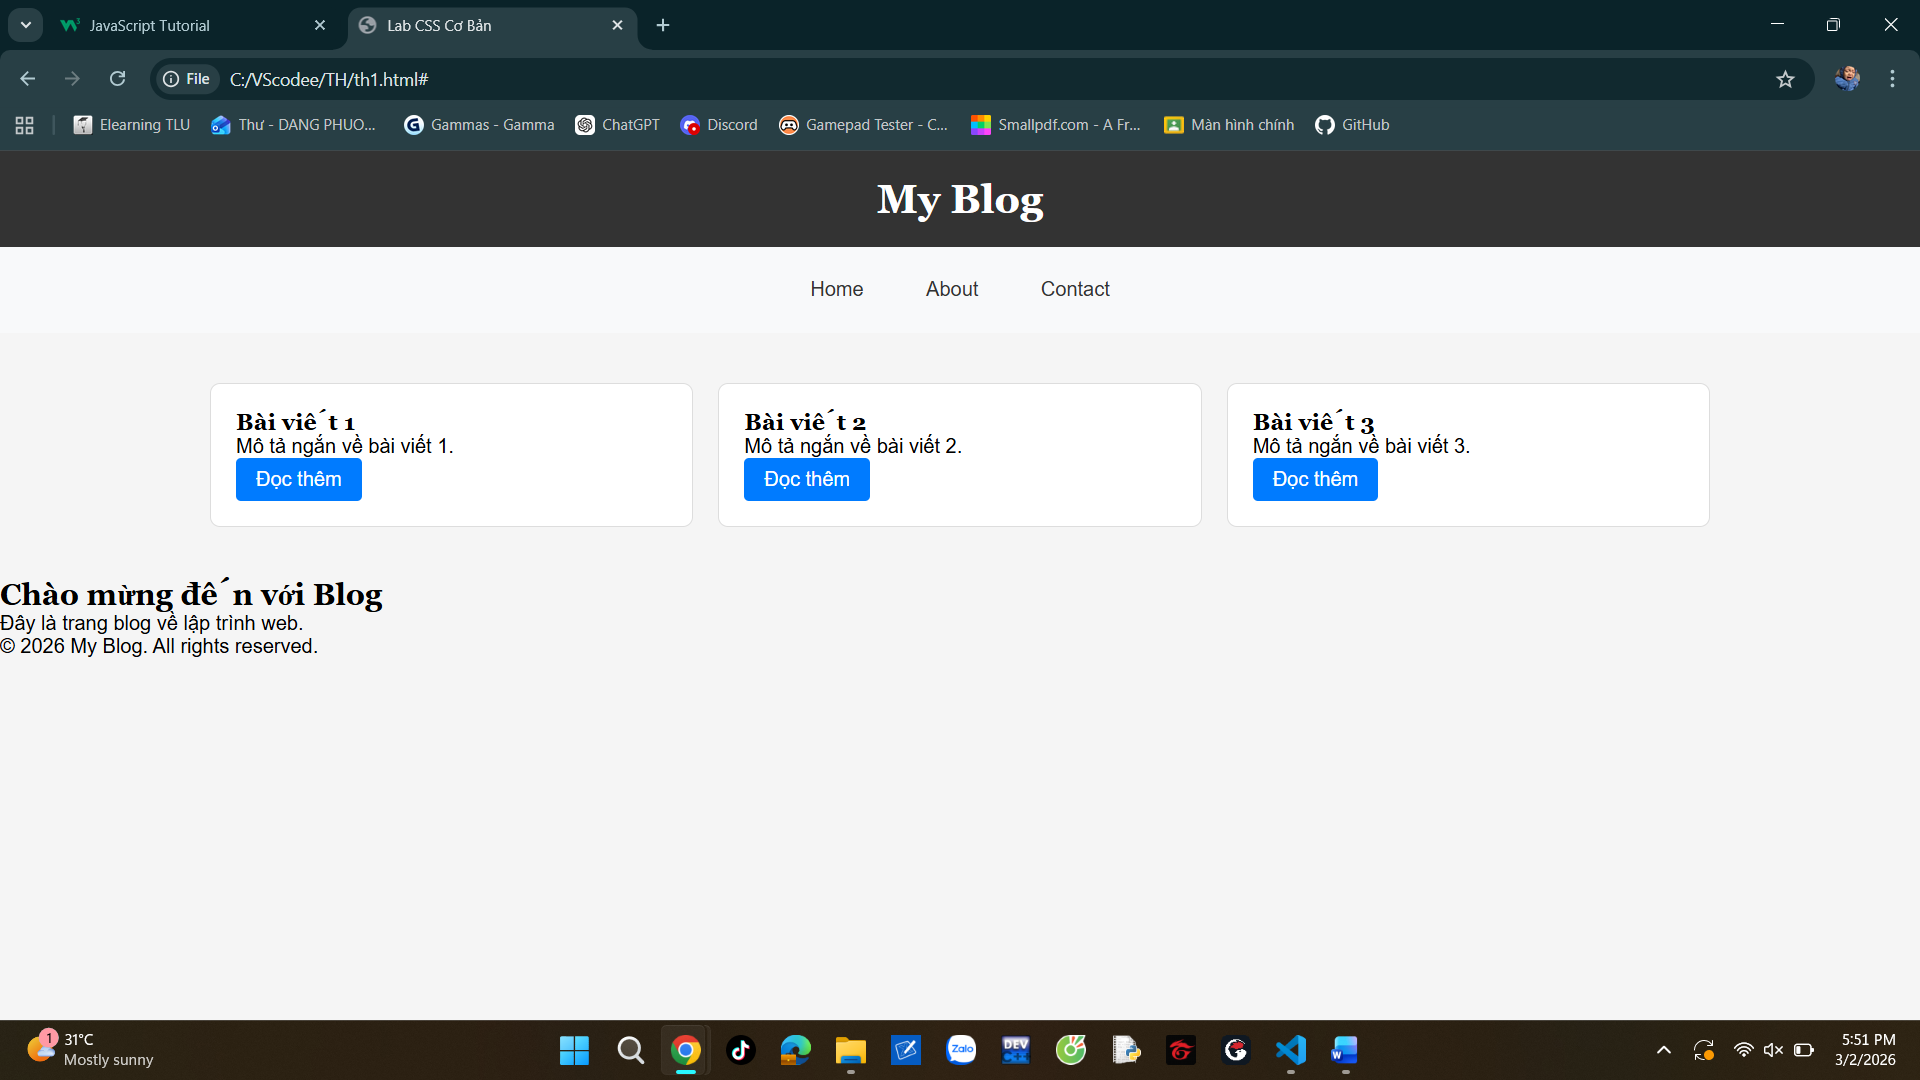 JavaScript Tutorial
Lab CSS Cơ Bản
File
C:/VScodee/TH/th1.html#
Elearning TLU
Thư - DANG PHUO...
Gammas - Gamma
ChatGPT
Discord
Gamepad Tester - C...
Smallpdf.com - A Fr...
Màn hình chính
GitHub
My Blog
Home
About
Contact
Bài viết 1
Mô tả ngắn về bài viết 1.
Đọc thêm
Bài viết 2
Mô tả ngắn về bài viết 2.
Đọc thêm
Bài viết 3
Mô tả ngắn về bài viết 3.
Đọc thêm
Chào mừng đến với Blog
Đây là trang blog về lập trình web.
© 2026 My Blog. All rights reserved.
1
31°C
Mostly sunny
Zalo
DEV
C++
W
5:51 PM
3/2/2026